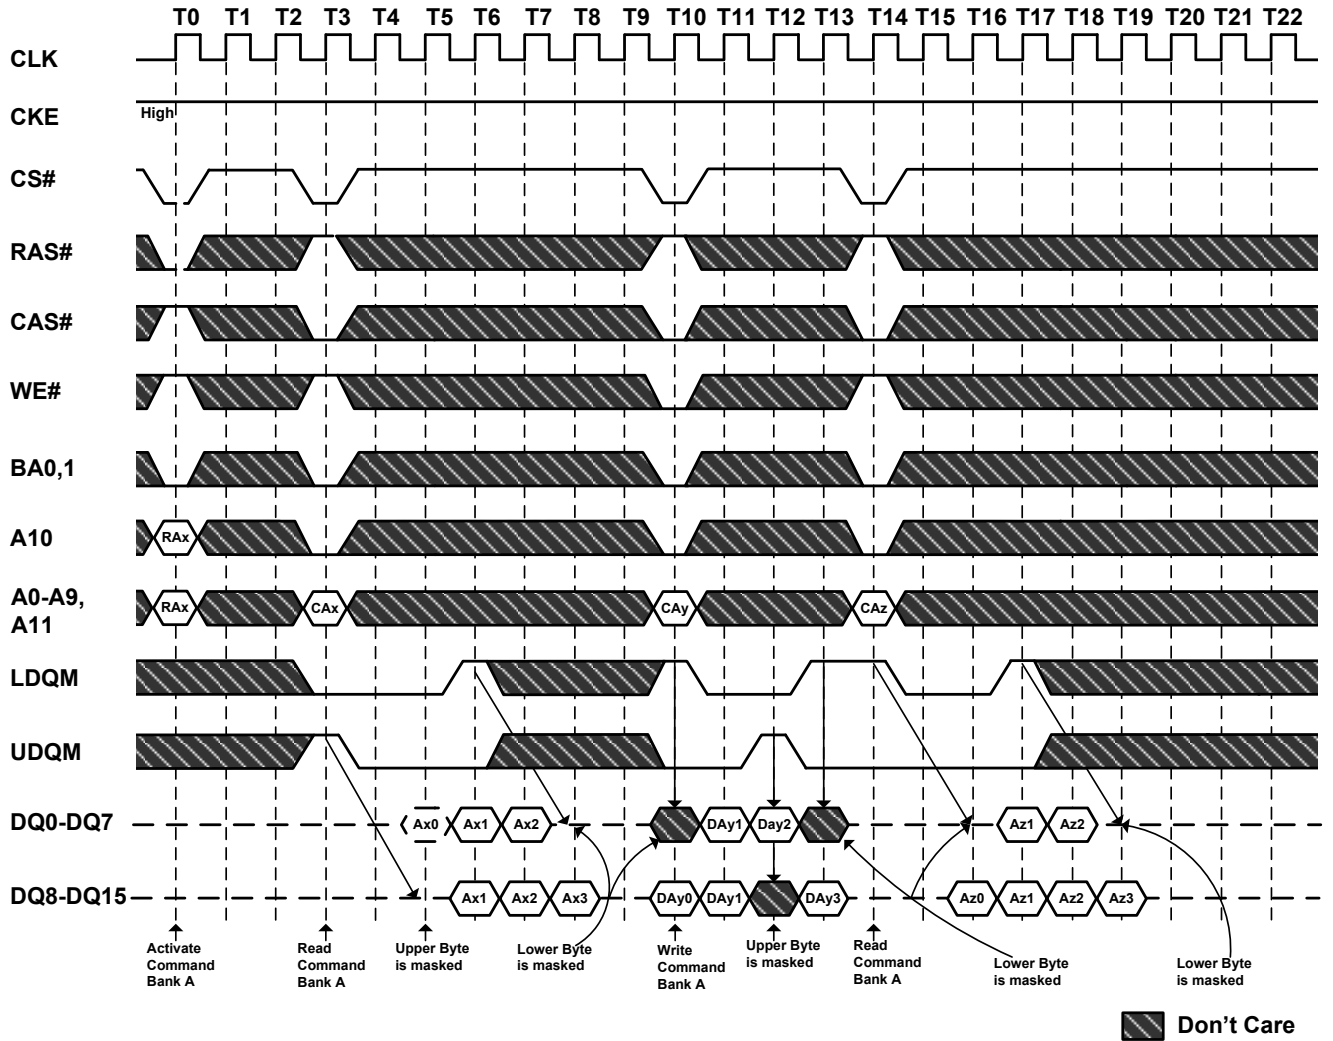 T0 T1 T2 T3 T4 T5 T6 T7 T8 T9 T10 T11 T12 T13 T14 T15 T16 T17 T18 T19 T20 T21 T22
CLK
CKE
High
CS#
RAS#
CAS#
WE#
BA0,1
A10
RAx
A0-A9,
A11
RAx CAx CAy CAz
LDQM
UDQM
DQ0-DQ7
Ax0 Ax1 Ax2 DAy1 Day2 Az1 Az2
DQ8-DQ15
Ax1 Ax2 Ax3 DAy0 DAy1 DAy3 Az0 Az1 Az2 Az3
Activate
Command
Bank A
Read
Command
Bank A
Upper Byte
is masked
Lower Byte
is masked
Write
Command
Bank A
Upper Byte
is masked
Read
Command
Bank A
Lower Byte
is masked
Lower Byte
is masked
Don't Care